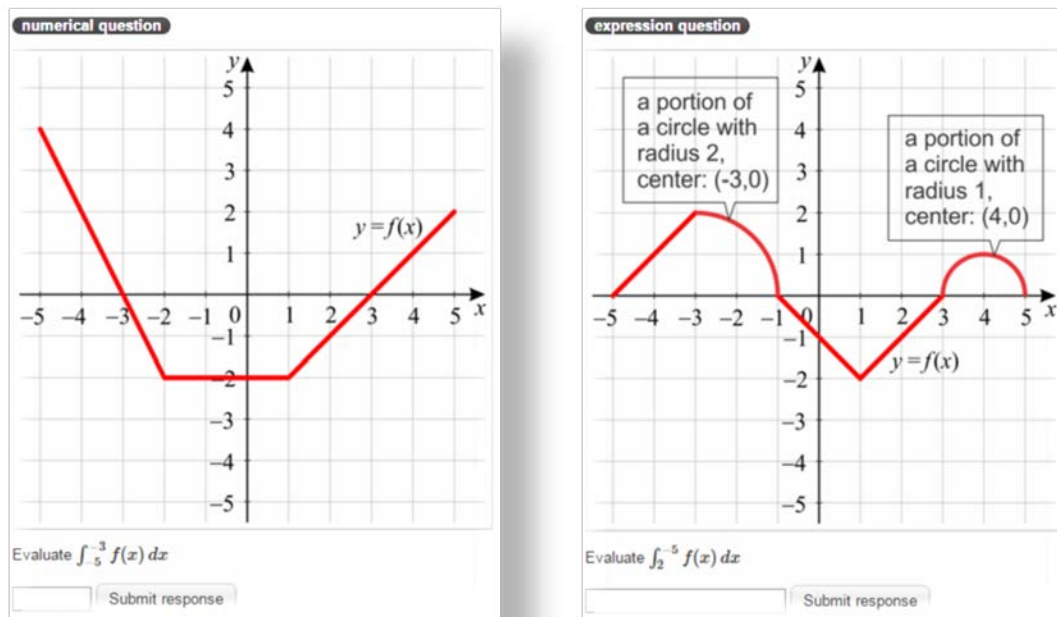 numerical question
y
5
4
3
2
1
y=f(x)
–5 –4 –3 –2 –1 0 1 2 3 4 5 x
–1
–2
–3
–4
–5
Evaluate ∫_{-5}^{-3} f(x) dx
Submit response
expression question
y
5
4
3
2
1
a portion of
a circle with
radius 2,
center: (-3,0)
a portion of
a circle with
radius 1,
center: (4,0)
–5 –4 –3 –2 –1 0 1 2 3 4 5 x
–1
y=f(x)
–2
–3
–4
–5
Evaluate ∫_{2}^{-5} f(x) dx
Submit response